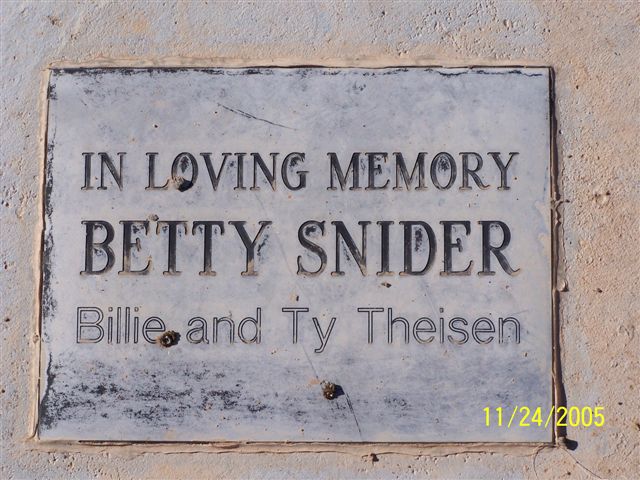 IN LOVING MEMORY
BETTY SNIDER
Billie and Ty Theisen
11/24/2005